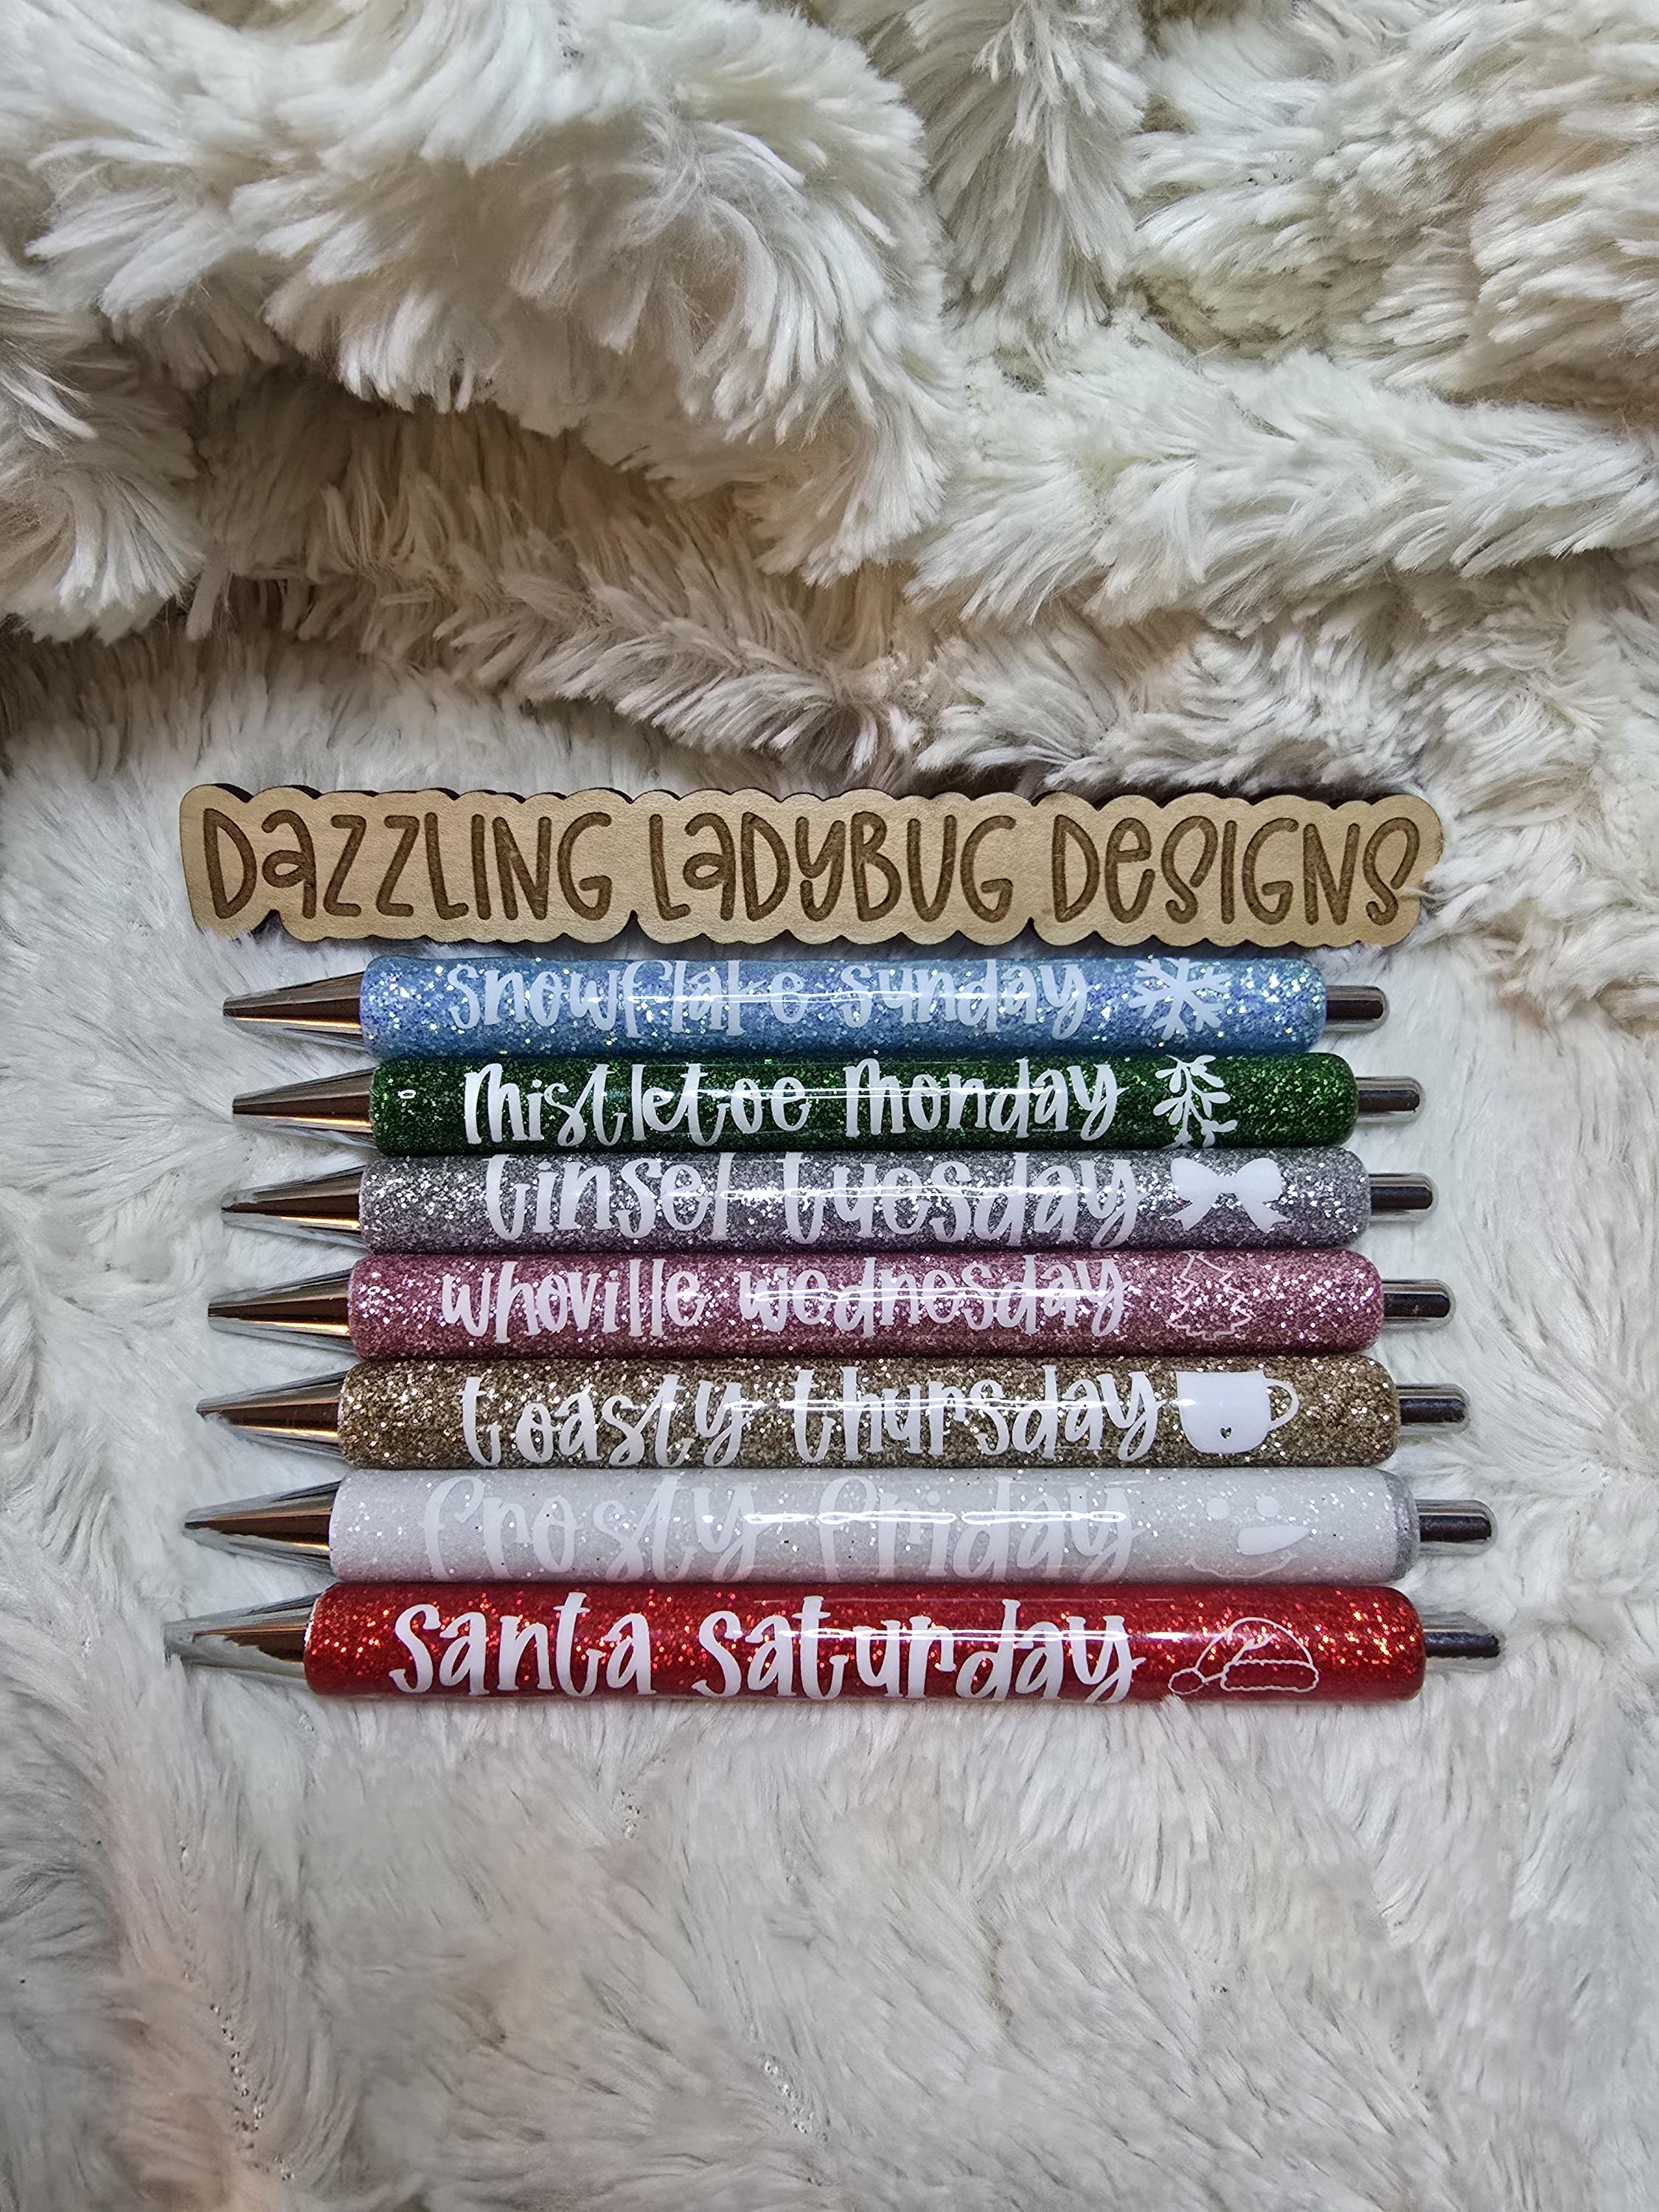 DaZZLING LaDYBUG DeSIGNS
snowflake sunday
mistletoe monday
tinsel tuesday
whoville wednesday
toasty thursday
frosty friday
santa saturday